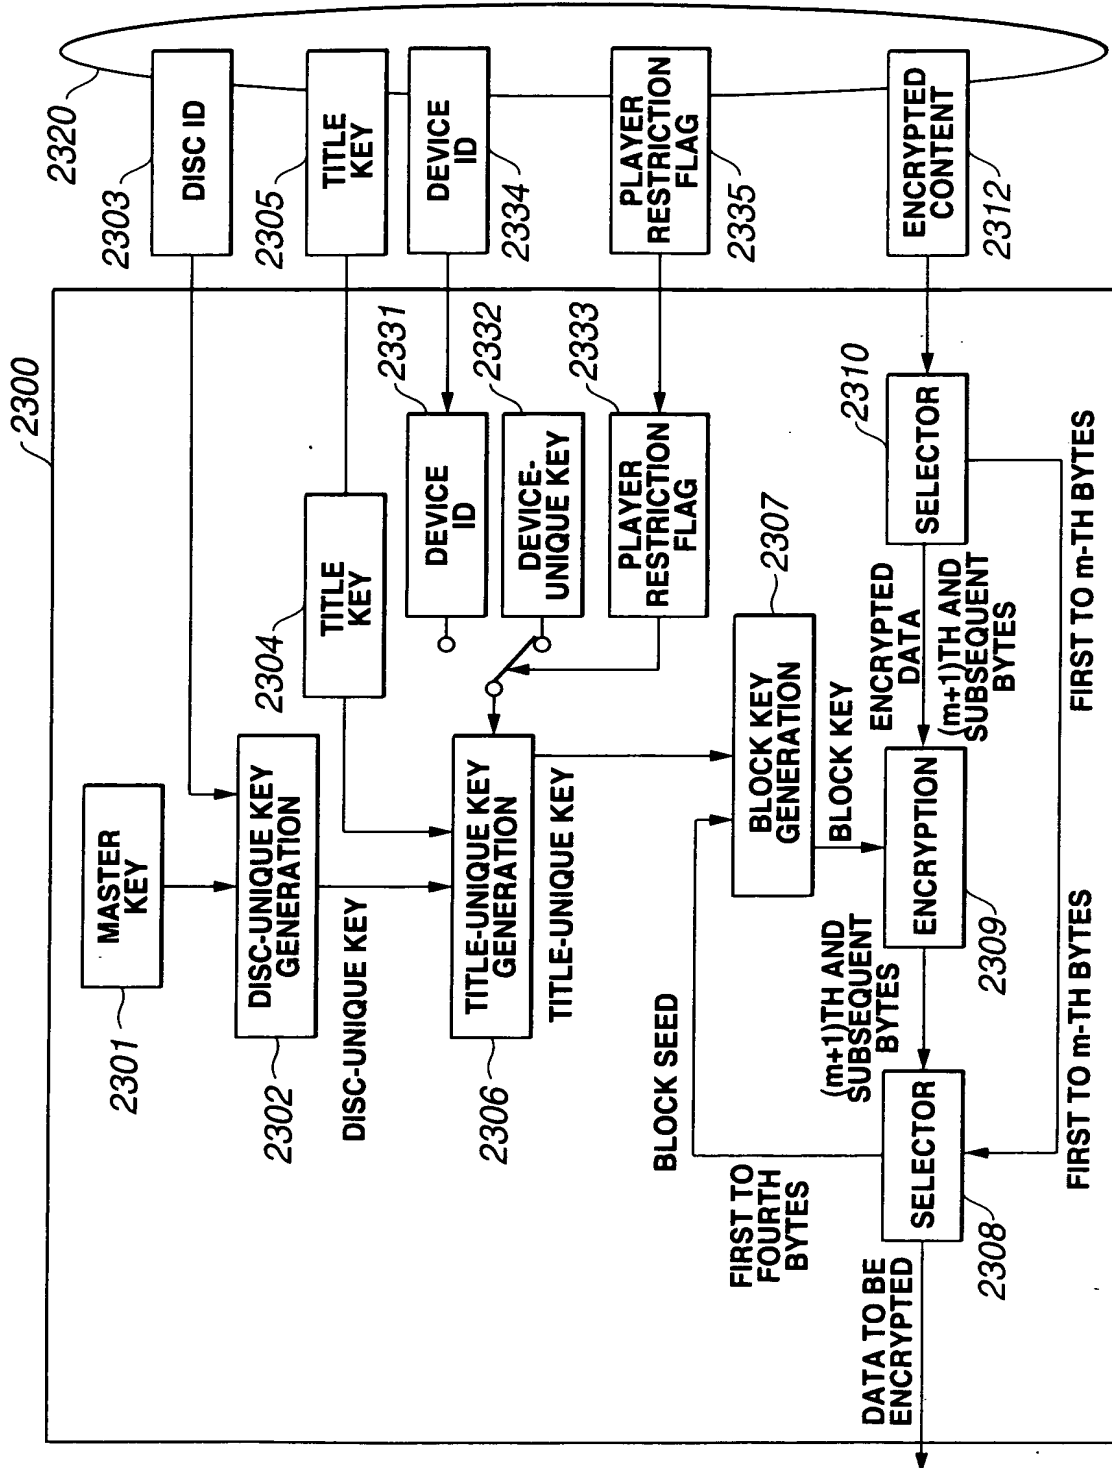 2320
2303
DISC ID
2305
TITLE
KEY
DEVICE
ID
2334
PLAYER
RESTRICTION
FLAG
2335
ENCRYPTED
CONTENT
2312
2300
2304
TITLE
KEY
2331
DEVICE
ID
2332
DEVICE-
UNIQUE KEY
2333
PLAYER
RESTRICTION
FLAG
2310
SELECTOR
MASTER
KEY
2301
DISC-UNIQUE KEY
GENERATION
2302
DISC-UNIQUE KEY
TITLE-UNIQUE KEY
GENERATION
2306
TITLE-UNIQUE KEY
2307
BLOCK KEY
GENERATION
BLOCK KEY
BLOCK SEED
FIRST TO
FOURTH
BYTES
ENCRYPTED
DATA
(m+1)TH AND
SUBSEQUENT
BYTES
FIRST TO m-TH BYTES
ENCRYPTION
2309
(m+1)TH AND
SUBSEQUENT
BYTES
FIRST TO m-TH BYTES
SELECTOR
2308
DATA TO BE
ENCRYPTED